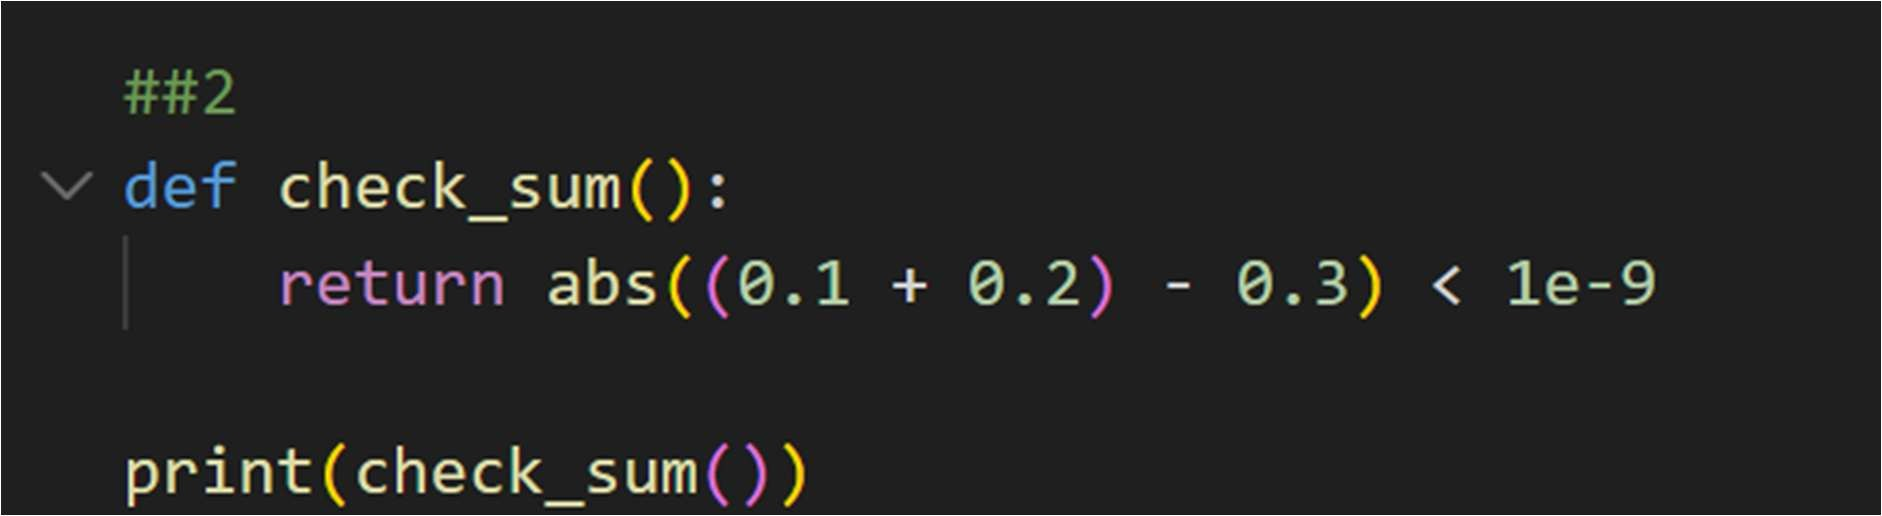 ##2
def check_sum():
    return abs((0.1 + 0.2) - 0.3) < 1e-9
print(check_sum())